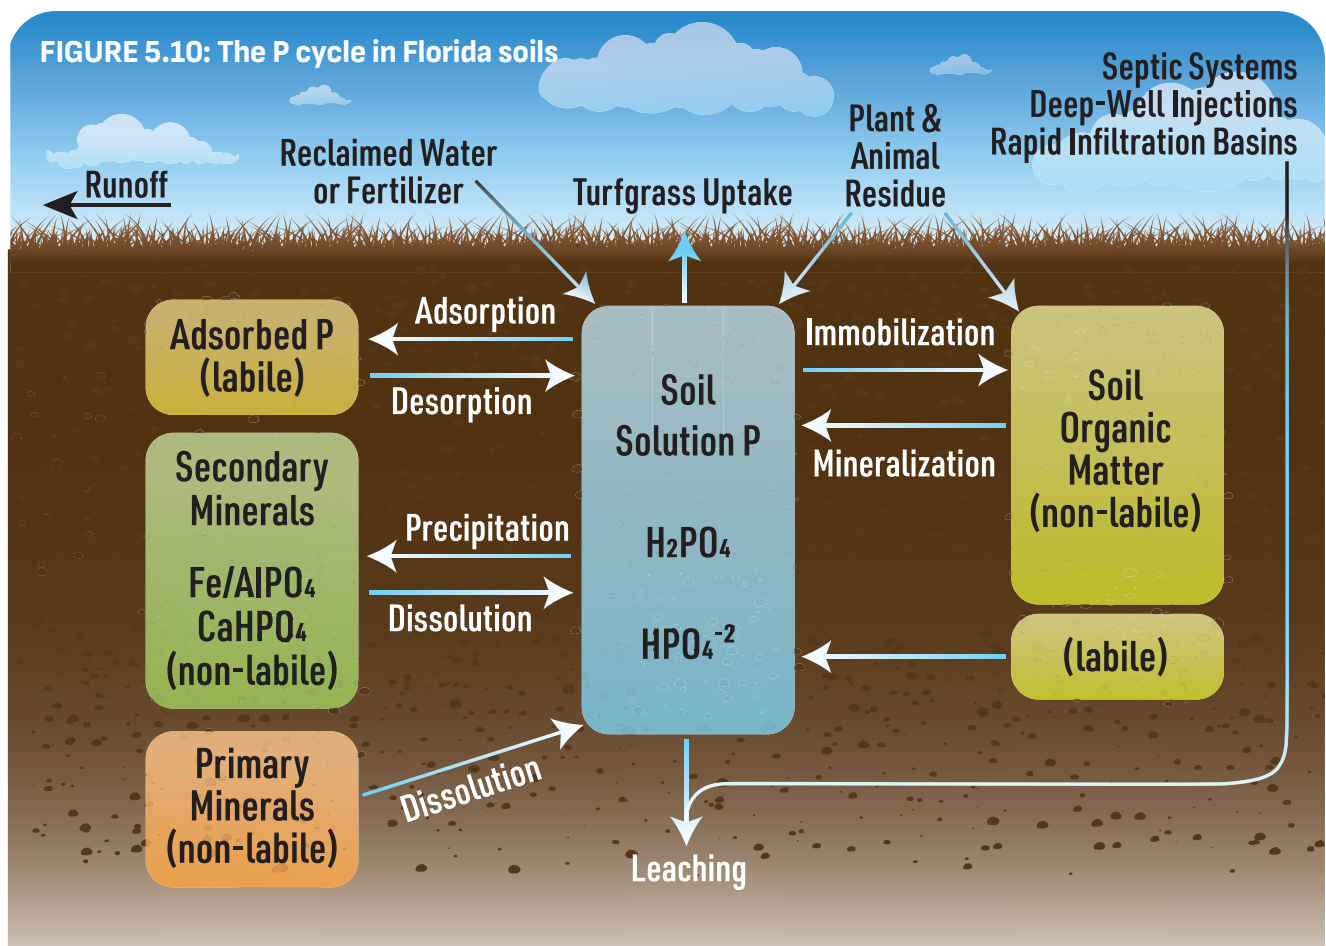 FIGURE 5.10: The P cycle in Florida soils
Septic Systems
Deep-Well Injections
Rapid Infiltration Basins
Plant &
Animal
Residue
Reclaimed Water
or Fertilizer
Runoff
Turfgrass Uptake
Adsorbed P
(labile)
Adsorption
Desorption
Secondary
Minerals
Fe/AlPO₄
CaHPO₄
(non-labile)
Precipitation
Dissolution
Primary
Minerals
(non-labile)
Dissolution
Soil
Solution P
H₂PO₄
HPO₄⁻²
Immobilization
Mineralization
Soil
Organic
Matter
(non-labile)
(labile)
Leaching